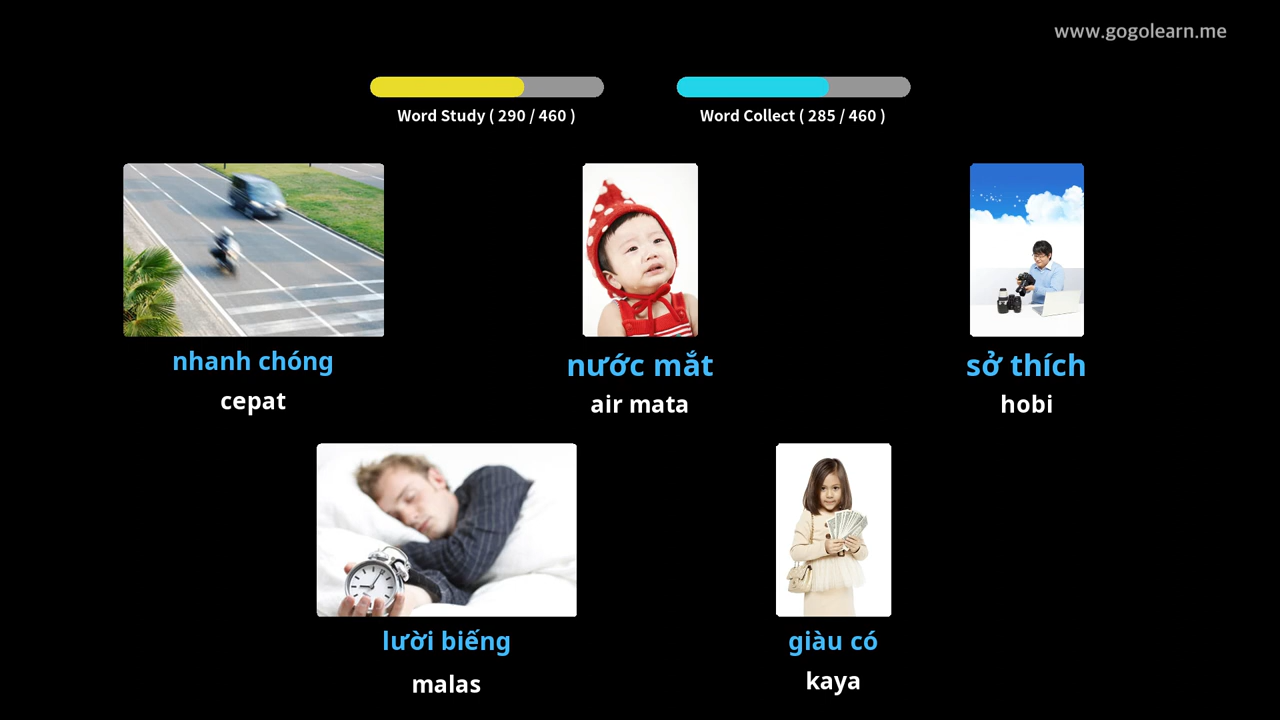 www.gogolearn.me
Word Study ( 290 / 460 )
Word Collect ( 285 / 460 )
nhanh chóng
cepat
nước mắt
air mata
sở thích
hobi
lười biếng
malas
giàu có
kaya